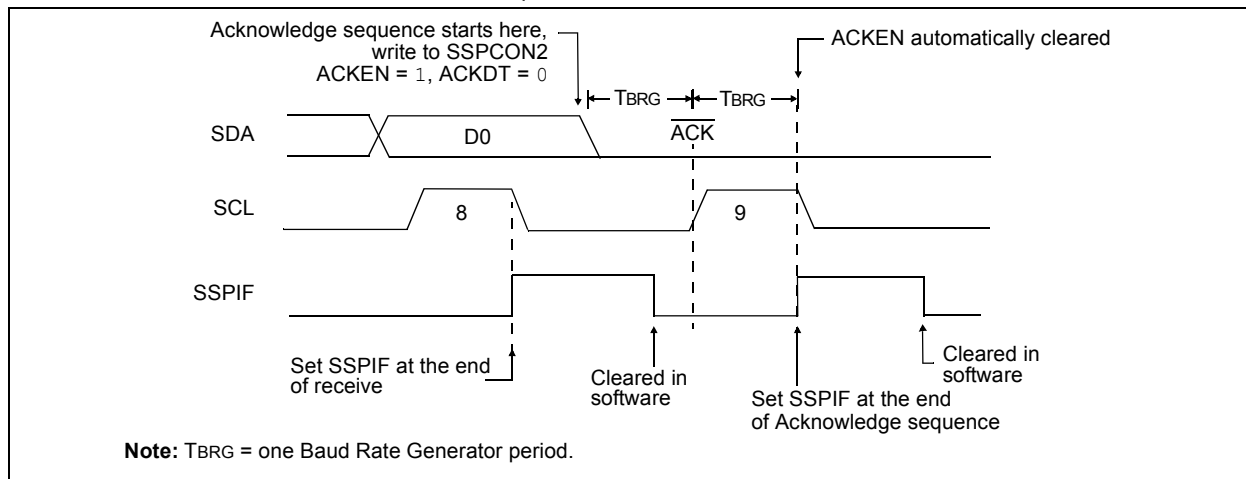 Acknowledge sequence starts here,
write to SSPCON2
ACKEN = 1, ACKDT = 0
ACKEN automatically cleared
TBRG
TBRG
SDA
D0
ACK
SCL
8
9
SSPIF
Set SSPIF at the end
of receive
Cleared in
software
Set SSPIF at the end
of Acknowledge sequence
Cleared in
software
Note: TBRG = one Baud Rate Generator period.